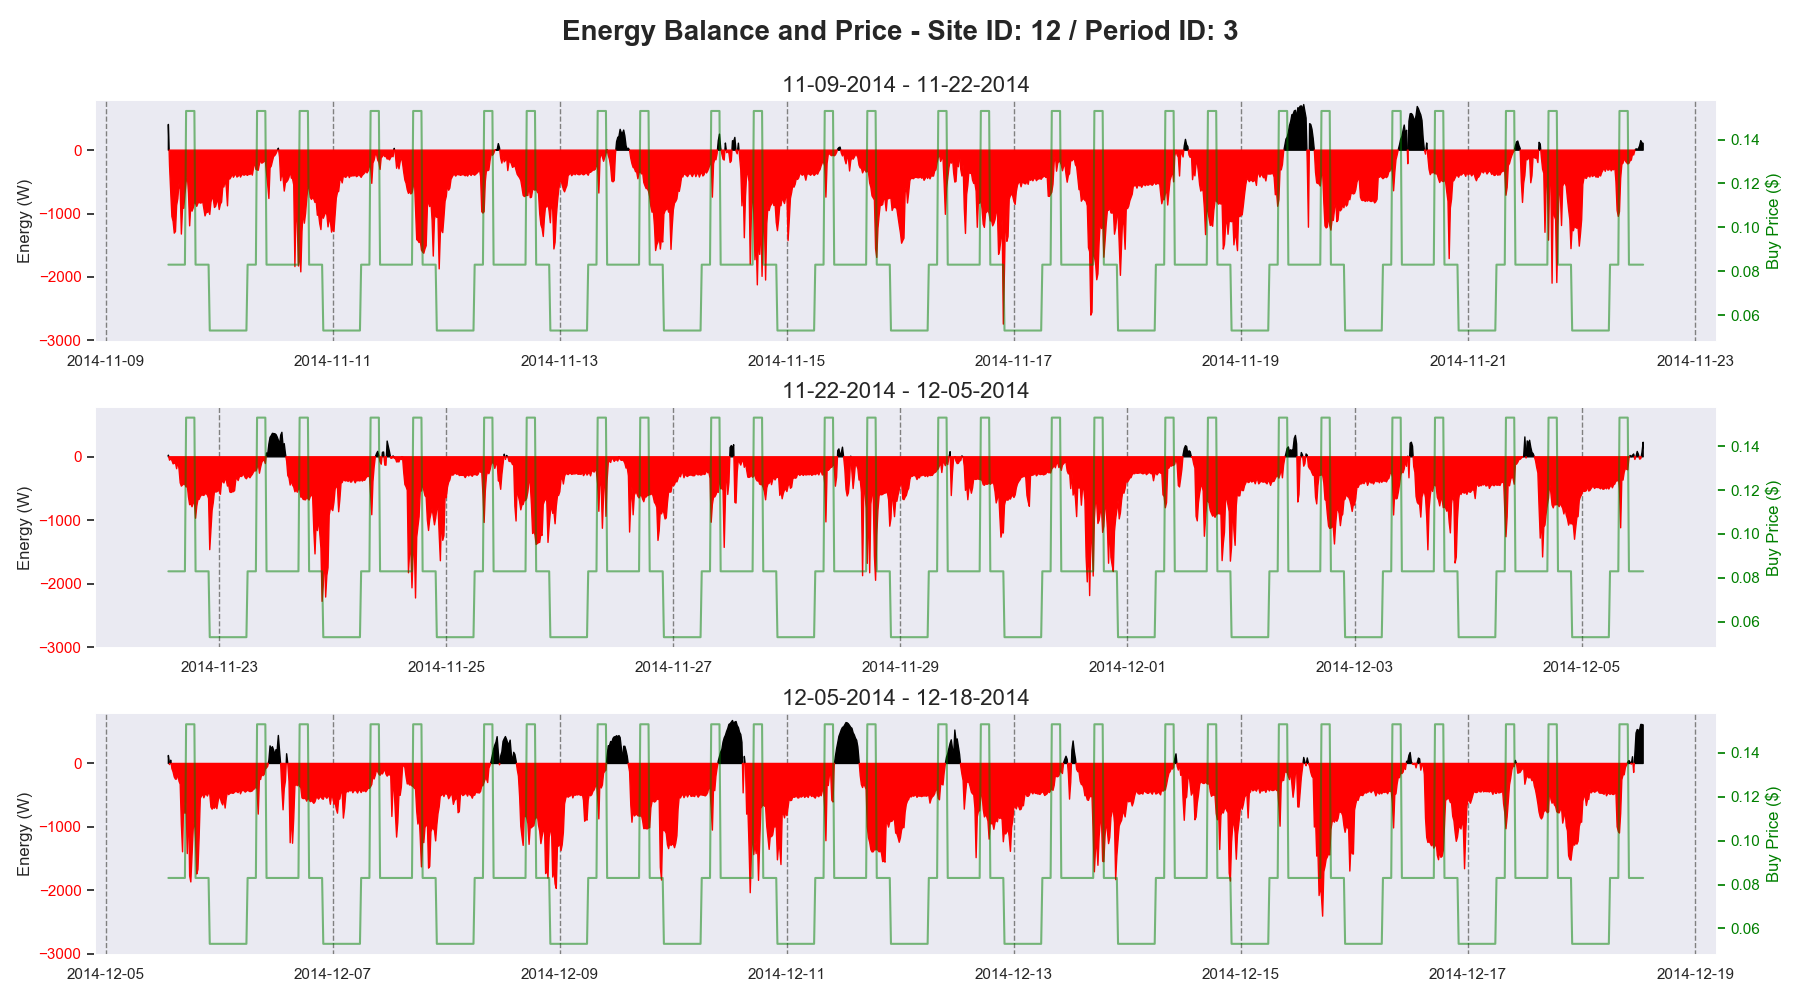 Energy Balance and Price - Site ID: 12 / Period ID: 3
11-09-2014 - 11-22-2014
Energy (W)
0
−1000
−2000
−3000
0.14
0.12
0.10
0.08
0.06
Buy Price ($)
2014-11-09 2014-11-11 2014-11-13 2014-11-15 2014-11-17 2014-11-19 2014-11-21 2014-11-23
11-22-2014 - 12-05-2014
Energy (W)
0
−1000
−2000
−3000
0.14
0.12
0.10
0.08
0.06
Buy Price ($)
2014-11-23 2014-11-25 2014-11-27 2014-11-29 2014-12-01 2014-12-03 2014-12-05
12-05-2014 - 12-18-2014
Energy (W)
0
−1000
−2000
−3000
0.14
0.12
0.10
0.08
0.06
Buy Price ($)
2014-12-05 2014-12-07 2014-12-09 2014-12-11 2014-12-13 2014-12-15 2014-12-17 2014-12-19